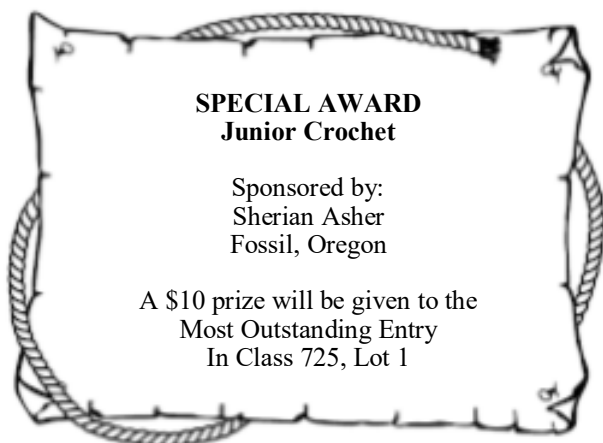 SPECIAL AWARD
Junior Crochet
Sponsored by:
Sherian Asher
Fossil, Oregon
A $10 prize will be given to the
Most Outstanding Entry
In Class 725, Lot 1